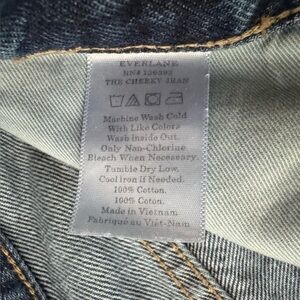 EVERLANE
THE CHEEKY JEAN
Machine Wash Cold
With Like Colors
Wash Inside Out.
Only Non-Chlorine
Bleach When Necessary.
Tumble Dry Low.
Cool Iron if Needed.
100% Cotton.
100% Coton.
Made in Vietnam.
Fabriqué au Viêt-Nam